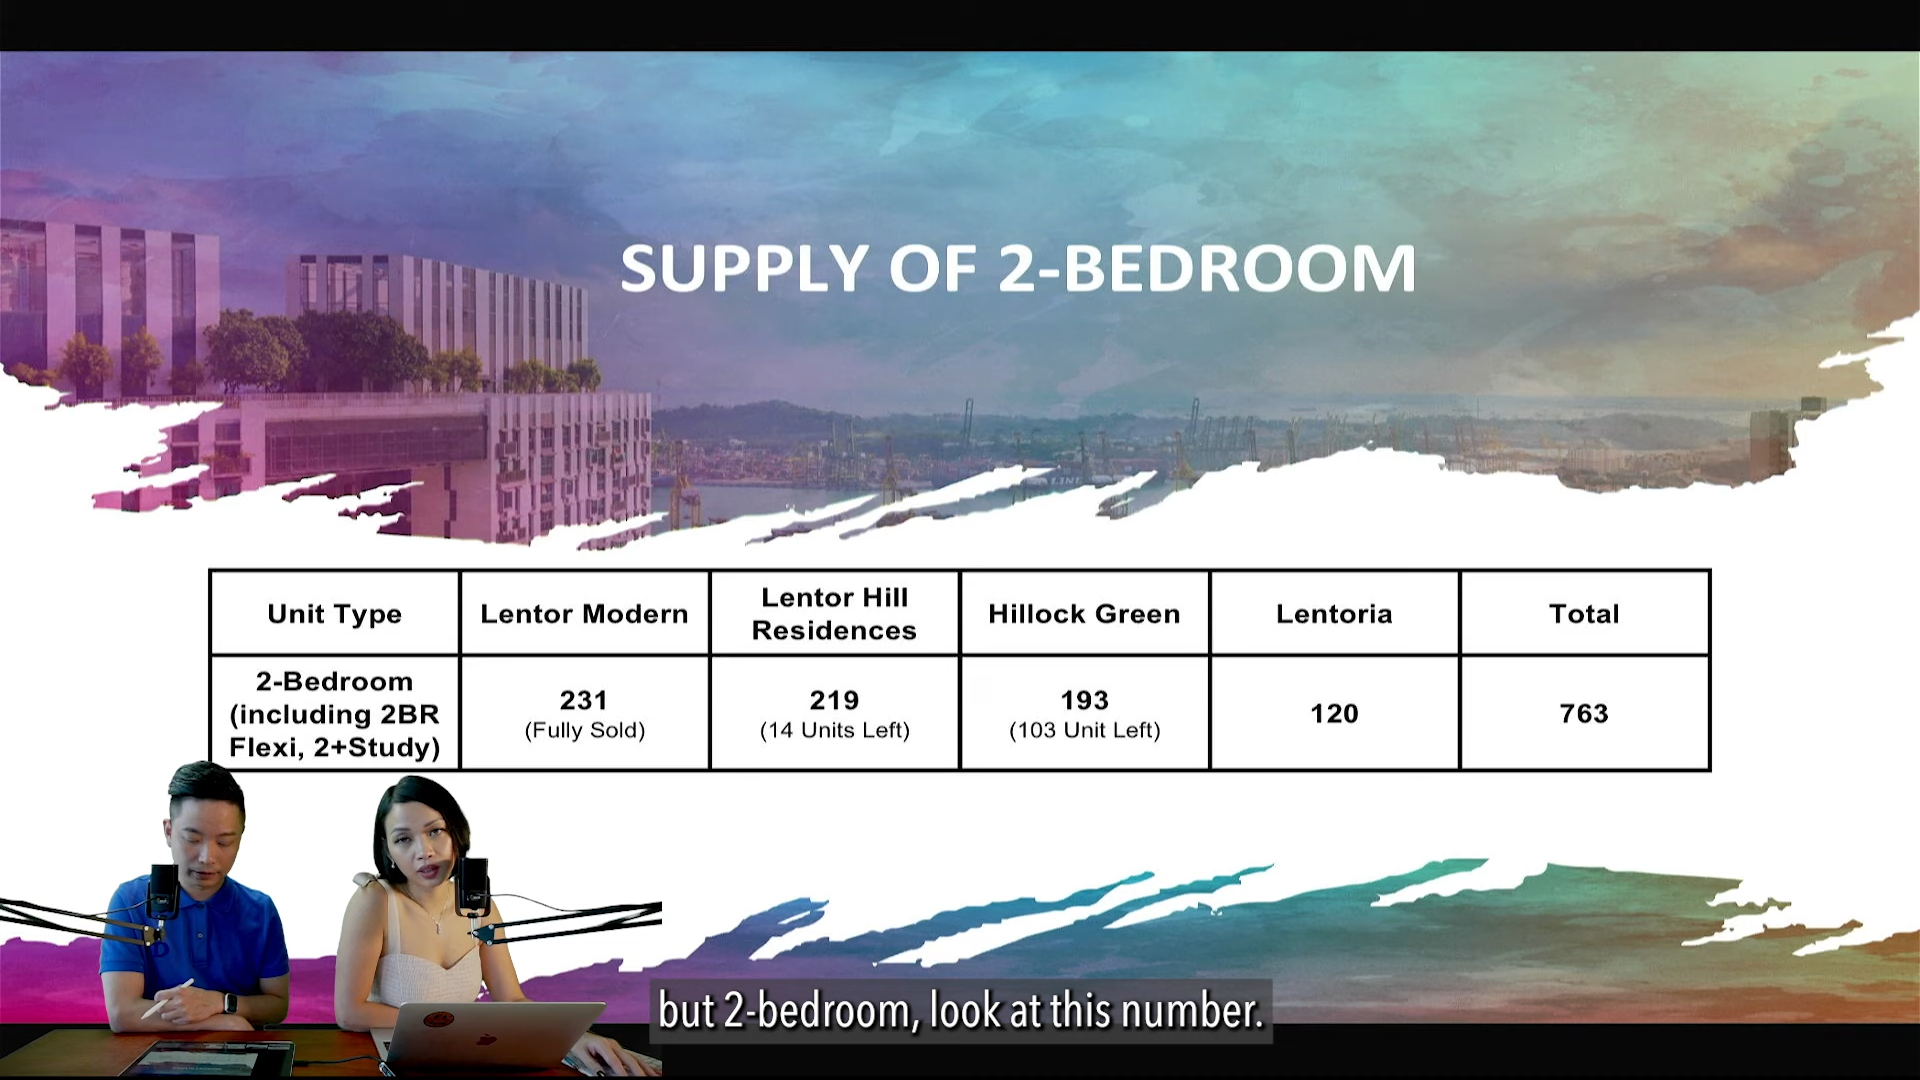 SUPPLY OF 2-BEDROOM
Unit Type
Lentor Modern
Lentor Hill
Residences
Hillock Green
Lentoria
Total
2-Bedroom
(including 2BR
Flexi, 2+Study)
231
(Fully Sold)
219
(14 Units Left)
193
(103 Unit Left)
120
763
but 2-bedroom, look at this number.